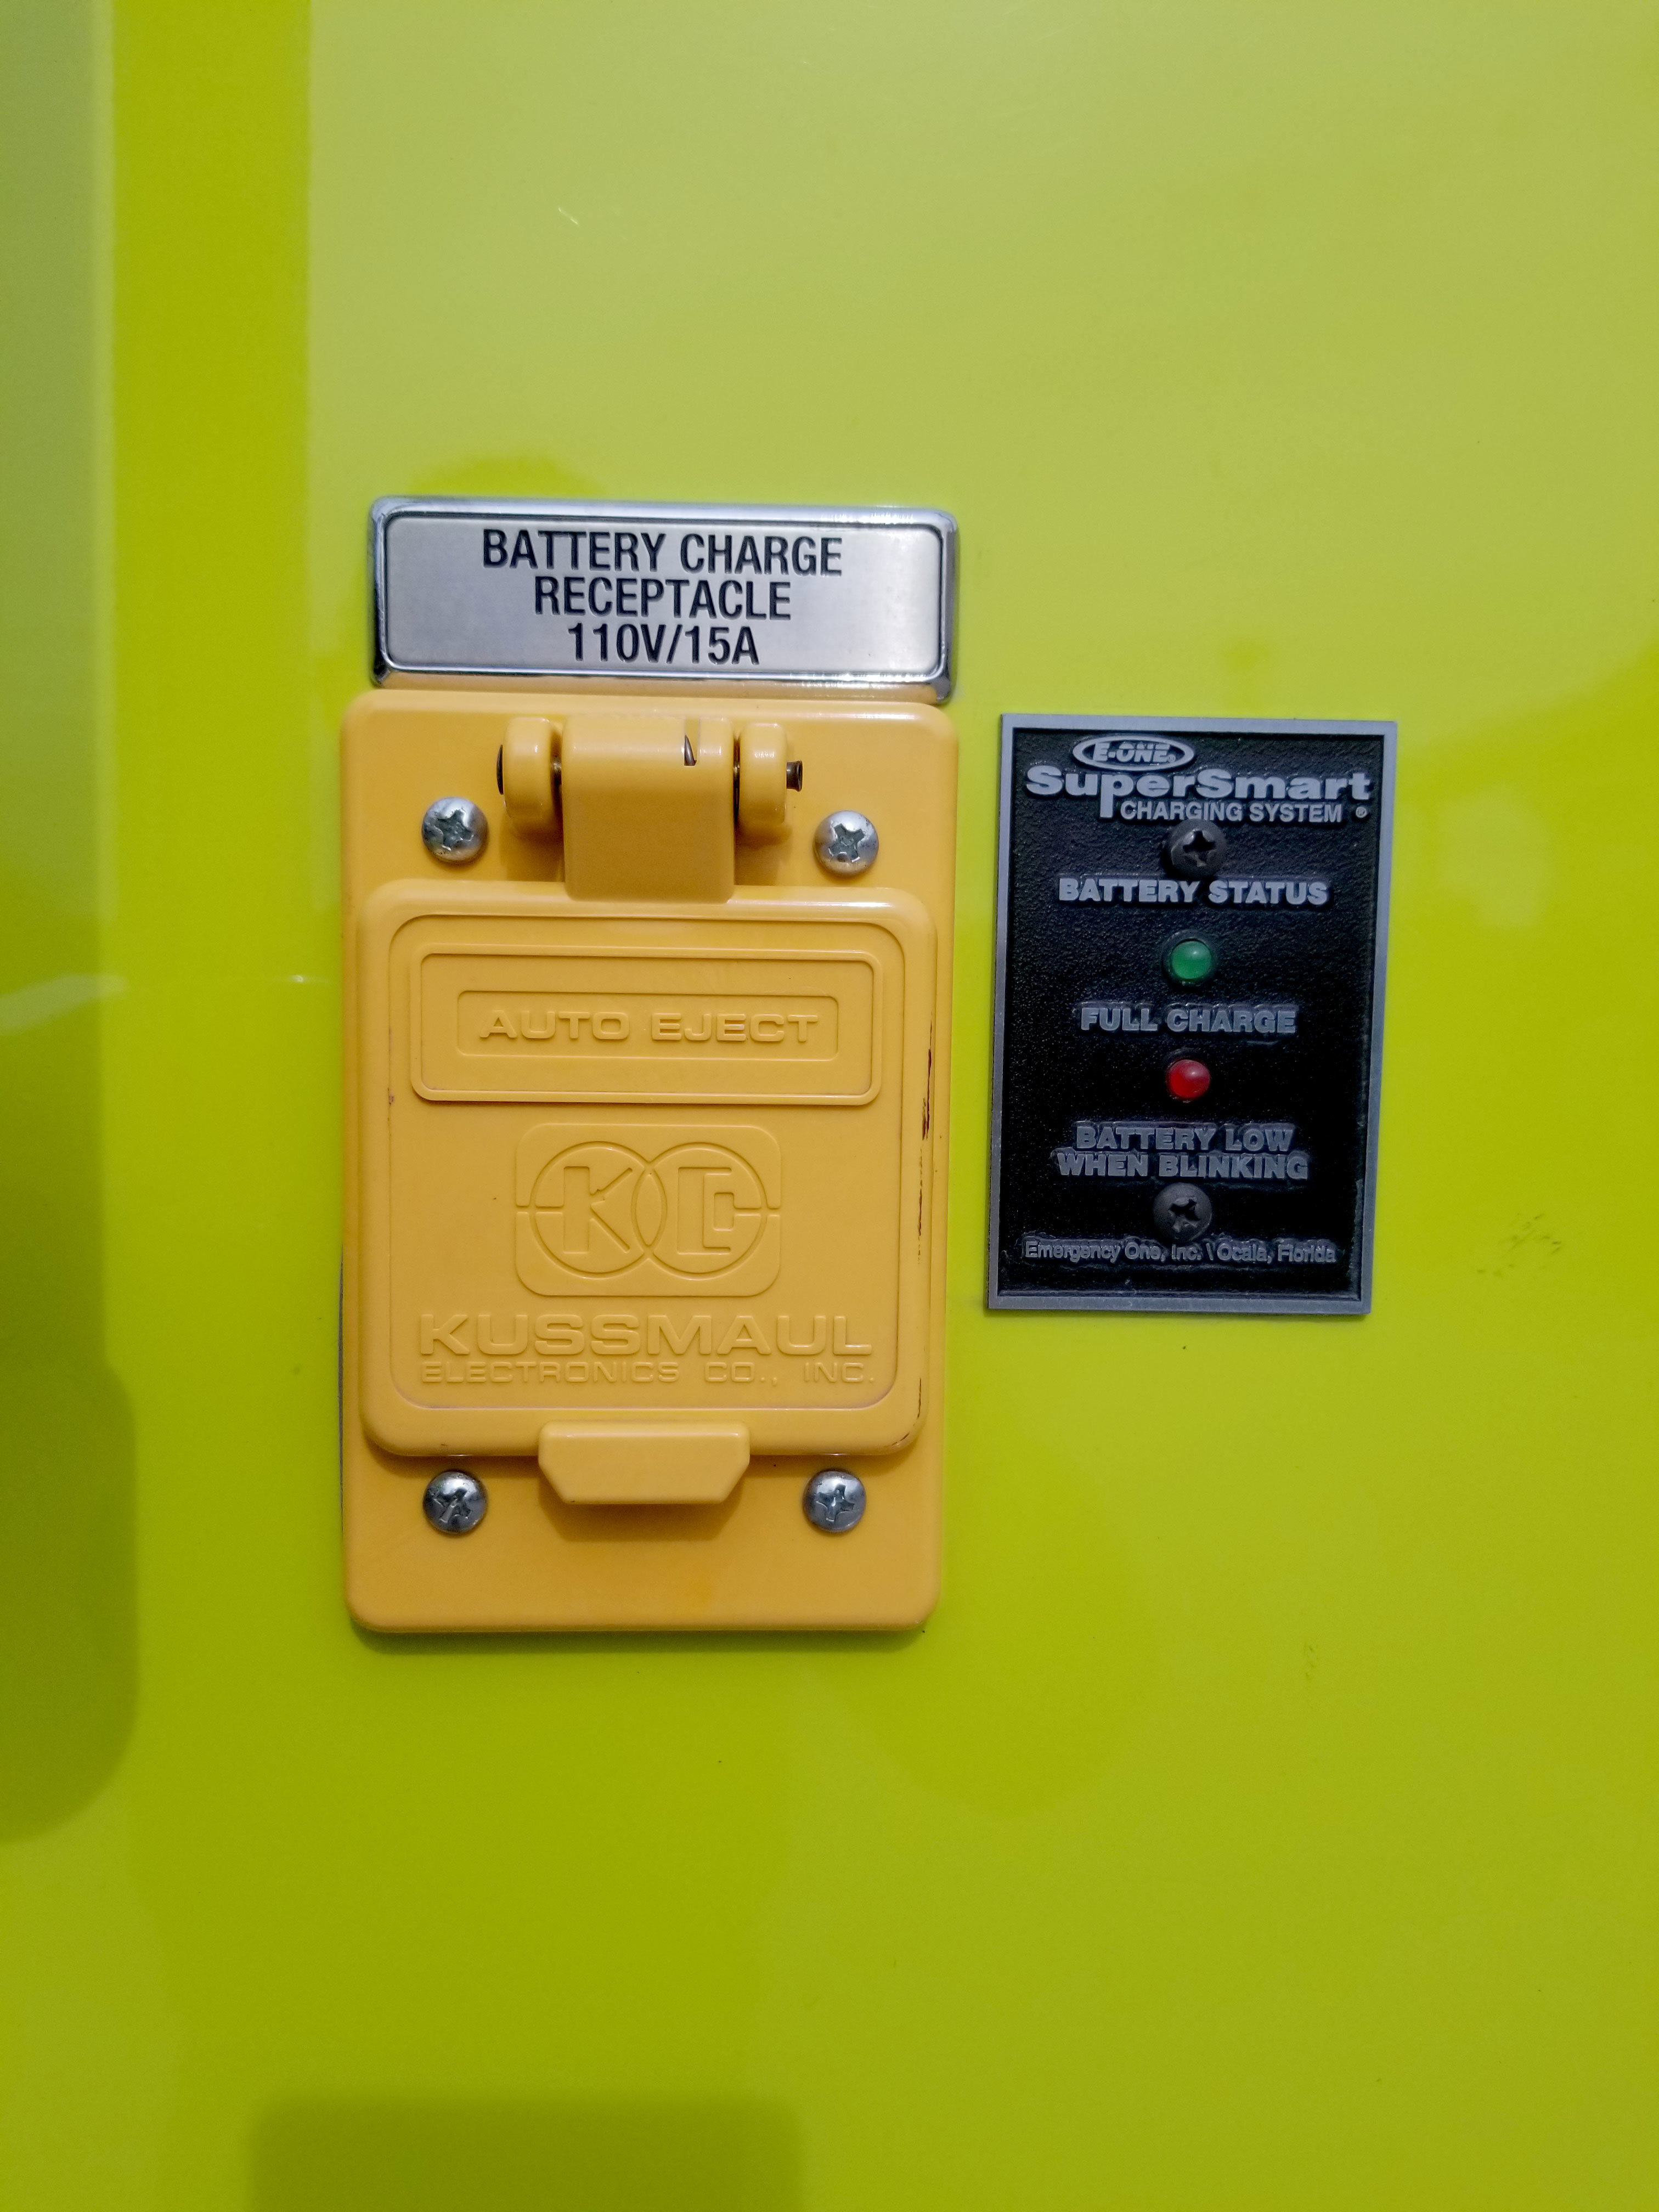 BATTERY CHARGE
RECEPTACLE
110V/15A
AUTO EJECT
KE
KUSSMAUL
ELECTRONICS CO., INC.
E-ONE®
SuperSmart
CHARGING SYSTEM ®
BATTERY STATUS
FULL CHARGE
BATTERY LOW
WHEN BLINKING
Emergency One, Inc. \ Ocala, Florida